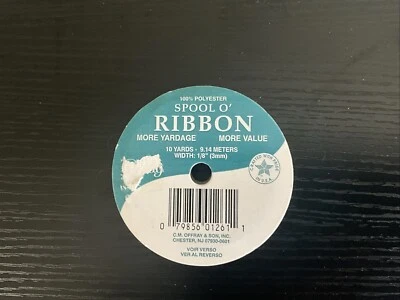 100% POLYESTER
SPOOL O'
RIBBON
MORE YARDAGE MORE VALUE
10 YARDS - 9.14 METERS
WIDTH: 1/8" (3mm)
IN U.S.A.
0 79856 01261 1
C.M. OFFRAY & SON, INC.
CHESTER, NJ 07930-0601
VOIR VERSO
VER AL REVERSO